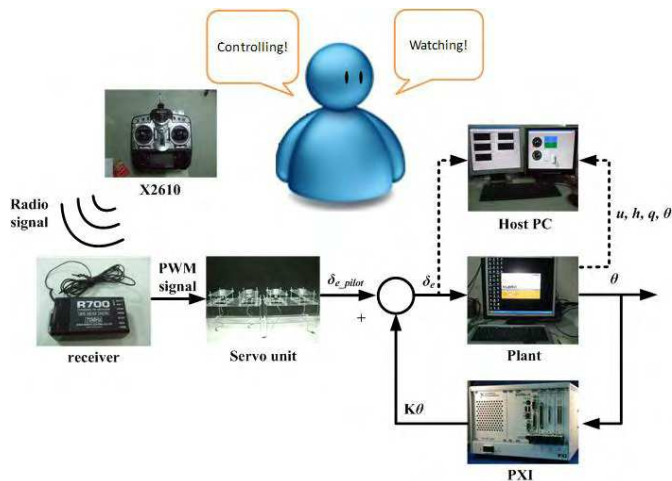 Controlling!
Watching!
X2610
Radio
signal
Host PC
u, h, q, θ
PWM
signal
δe_pilot
δe
θ
+
R700
receiver
Servo unit
Plant
Kθ
PXI